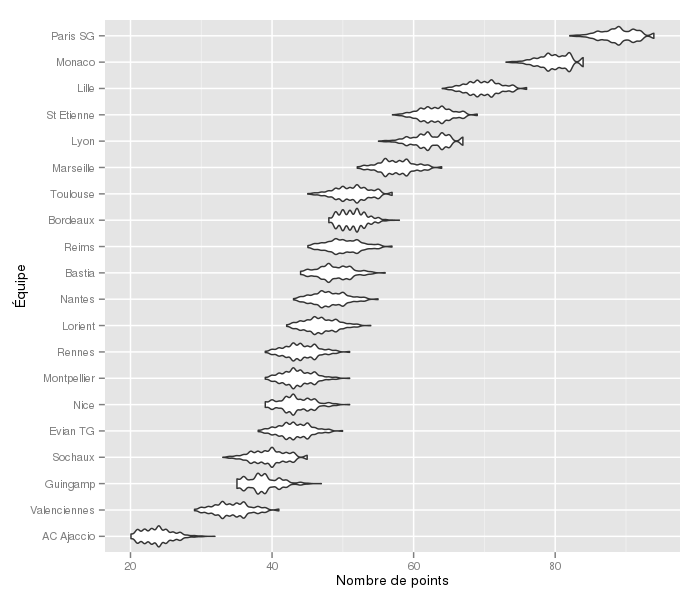 Équipe
Paris SG
Monaco
Lille
St Etienne
Lyon
Marseille
Toulouse
Bordeaux
Reims
Bastia
Nantes
Lorient
Rennes
Montpellier
Nice
Evian TG
Sochaux
Guingamp
Valenciennes
AC Ajaccio
20 40 60 80
Nombre de points